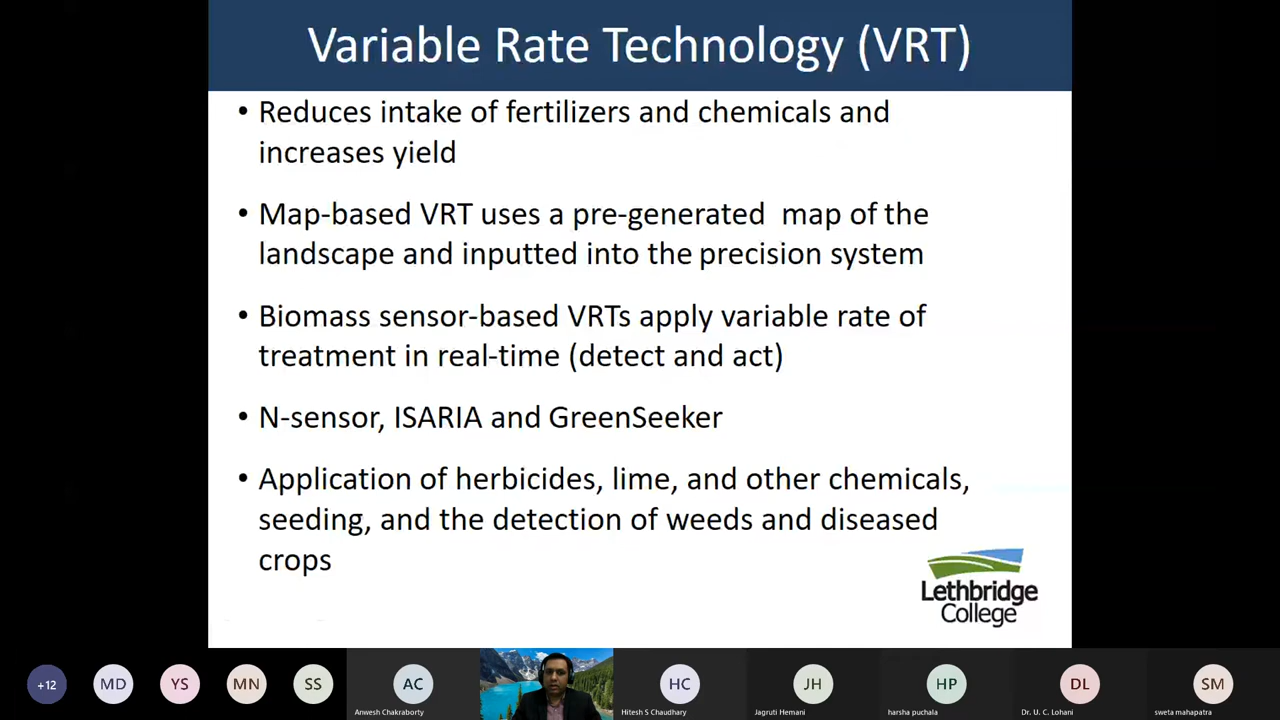 Variable Rate Technology (VRT)
• Reduces intake of fertilizers and chemicals and
increases yield
• Map-based VRT uses a pre-generated map of the
landscape and inputted into the precision system
• Biomass sensor-based VRTs apply variable rate of
treatment in real-time (detect and act)
• N-sensor, ISARIA and GreenSeeker
• Application of herbicides, lime, and other chemicals,
seeding, and the detection of weeds and diseased
crops
Lethbridge
College
+12
MD
YS
MN
SS
AC
HC
JH
HP
DL
SM
Anwesh Chakraborty
Hitesh S Chaudhary
Jagruti Hemani
harsha puchala
Dr. U. C. Lohani
sweta mahapatra